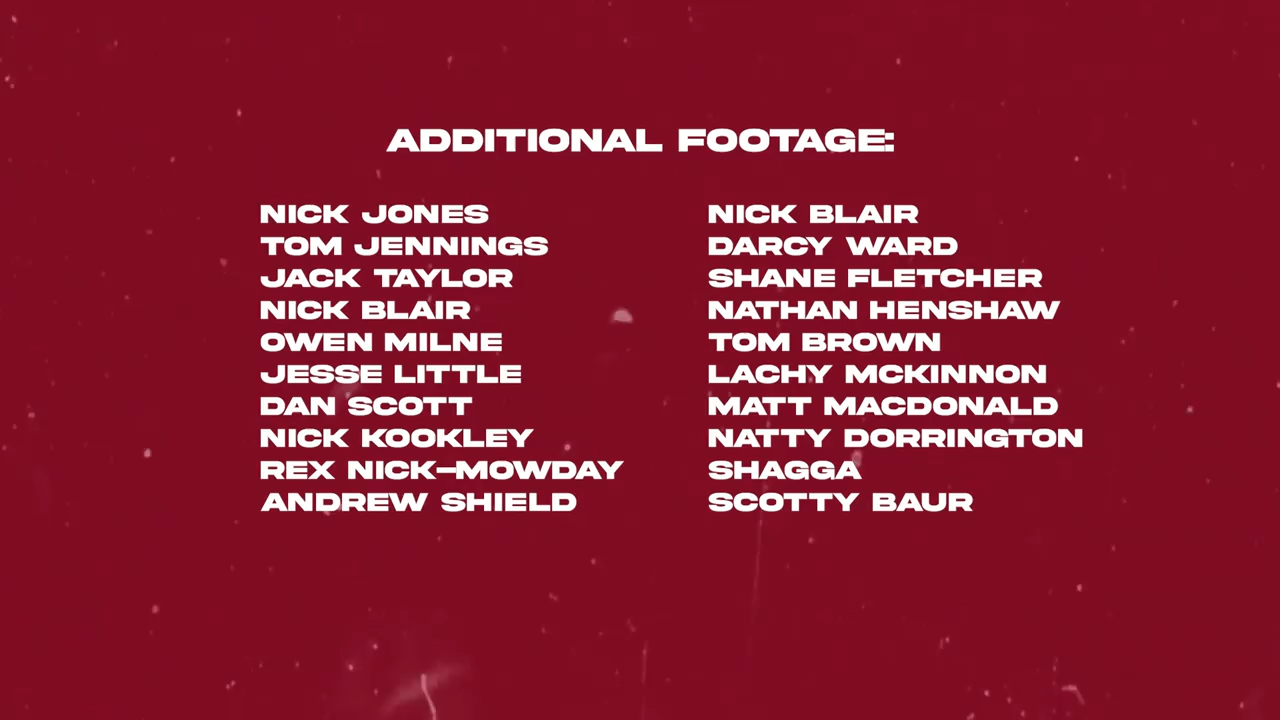 ADDITIONAL FOOTAGE:
NICK JONES
TOM JENNINGS
JACK TAYLOR
NICK BLAIR
OWEN MILNE
JESSE LITTLE
DAN SCOTT
NICK KOOKLEY
REX NICK-MOWDAY
ANDREW SHIELD
NICK BLAIR
DARCY WARD
SHANE FLETCHER
NATHAN HENSHAW
TOM BROWN
LACHY MCKINNON
MATT MACDONALD
NATTY DORRINGTON
SHAGGA
SCOTTY BAUR